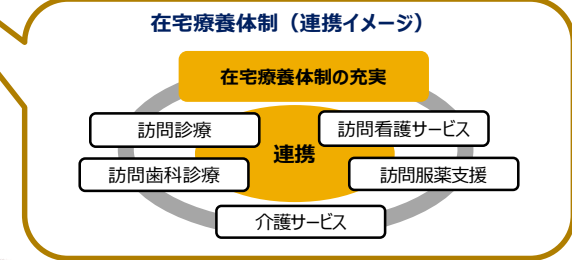 在宅療養体制（連携イメージ）
在宅療養体制の充実
訪問診療
訪問看護サービス
連携
訪問歯科診療
訪問服薬支援
介護サービス